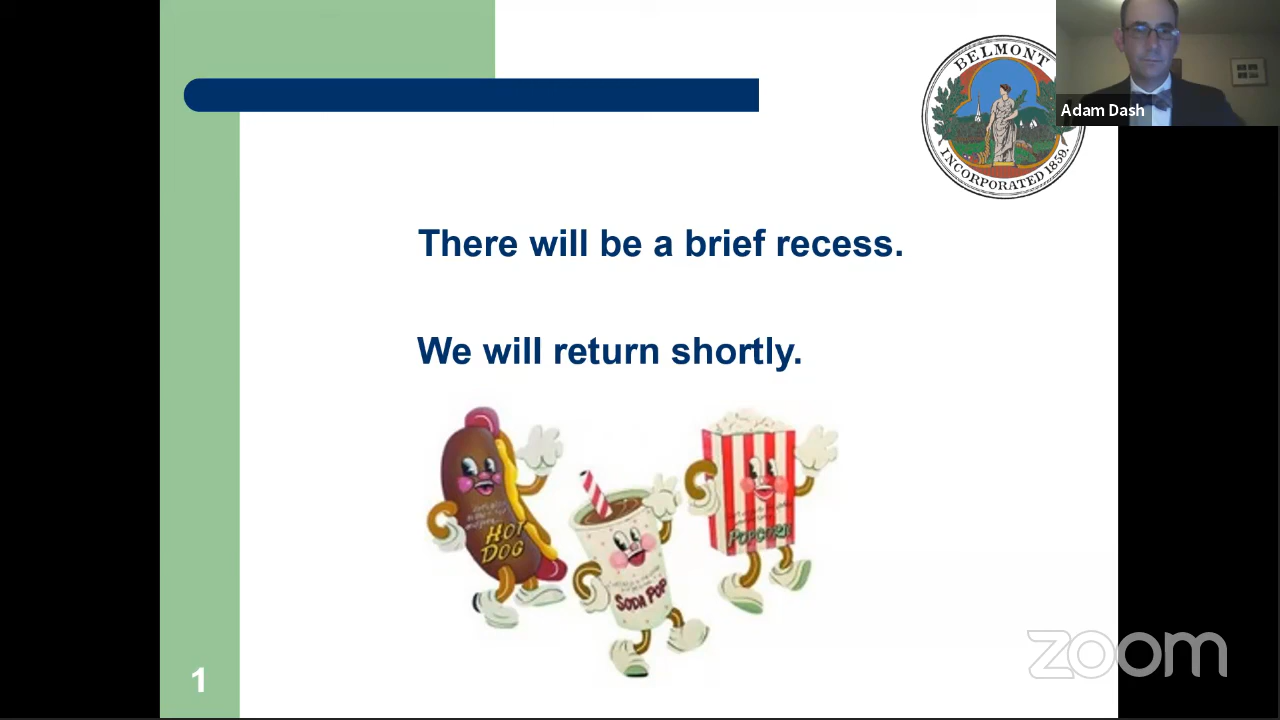 BELMONT
INCORPORATED 1859.
Adam Dash
There will be a brief recess.
We will return shortly.
HOT
DOG
SODA POP
POPCORN
1
zoom